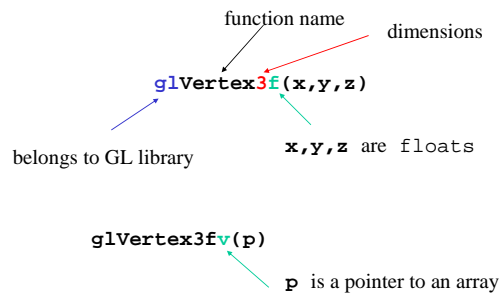 function name
dimensions
glVertex3f(x,y,z)
belongs to GL library
x,y,z are floats
glVertex3fv(p)
p is a pointer to an array